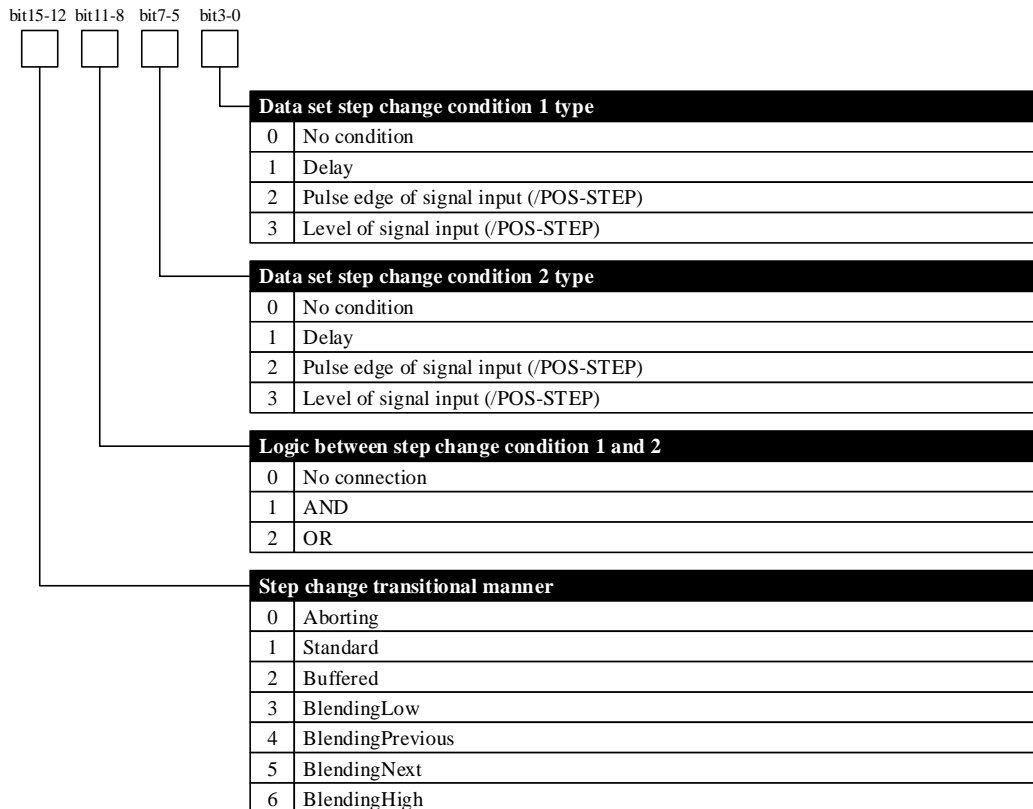 bit15-12 bit11-8 bit7-5 bit3-0
Data set step change condition 1 type
0 No condition
1 Delay
2 Pulse edge of signal input (/POS-STEP)
3 Level of signal input (/POS-STEP)
Data set step change condition 2 type
0 No condition
1 Delay
2 Pulse edge of signal input (/POS-STEP)
3 Level of signal input (/POS-STEP)
Logic between step change condition 1 and 2
0 No connection
1 AND
2 OR
Step change transitional manner
0 Aborting
1 Standard
2 Buffered
3 BlendingLow
4 BlendingPrevious
5 BlendingNext
6 BlendingHigh